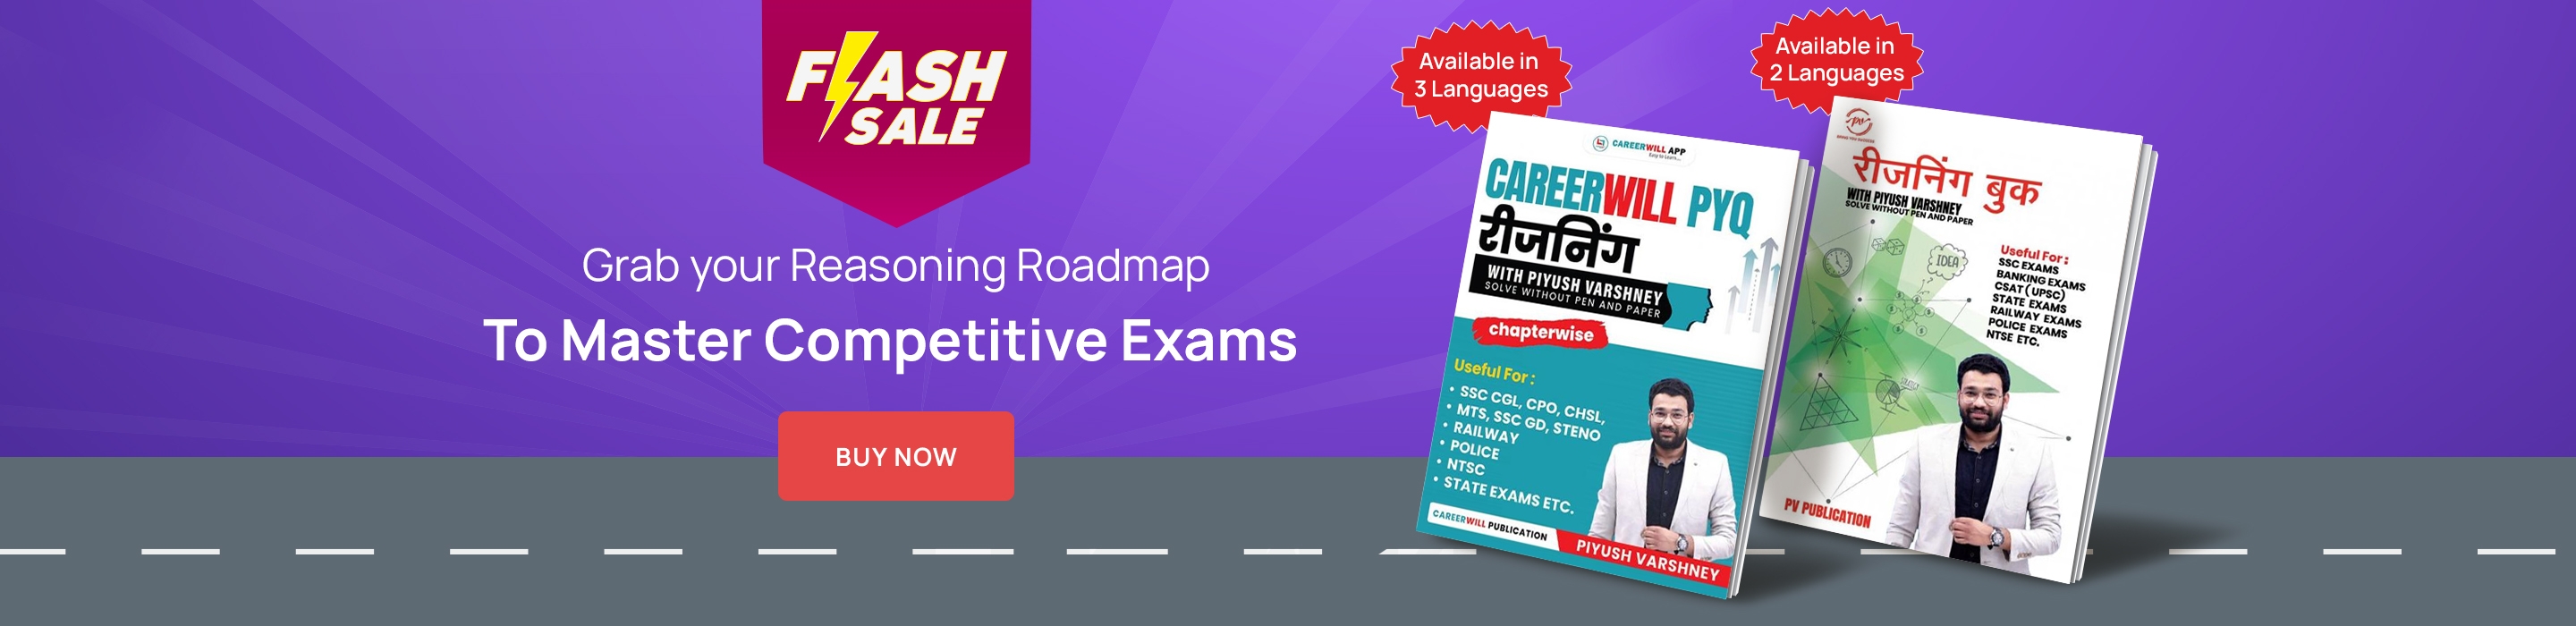 FLASH
SALE
Grab your Reasoning Roadmap
To Master Competitive Exams
BUY NOW
Available in
3 Languages
CAREERWILL APP
Easy to Learn...
CAREERWILL PYQ
रीजनिंग
WITH PIYUSH VARSHNEY
SOLVE WITHOUT PEN AND PAPER
chapterwise
Useful For :
• SSC CGL, CPO, CHSL,
• MTS, SSC GD, STENO
• RAILWAY
• POLICE
• NTSC
• STATE EXAMS ETC.
CAREERWILL PUBLICATION
PIYUSH VARSHNEY
Available in
2 Languages
pv
रीजनिंग बुक
WITH PIYUSH VARSHNEY
SOLVE WITHOUT PEN AND PAPER
IDEA
Useful For :
SSC EXAMS
BANKING EXAMS
CSAT (UPSC)
STATE EXAMS
RAILWAY EXAMS
POLICE EXAMS
NTSE ETC.
PV PUBLICATION